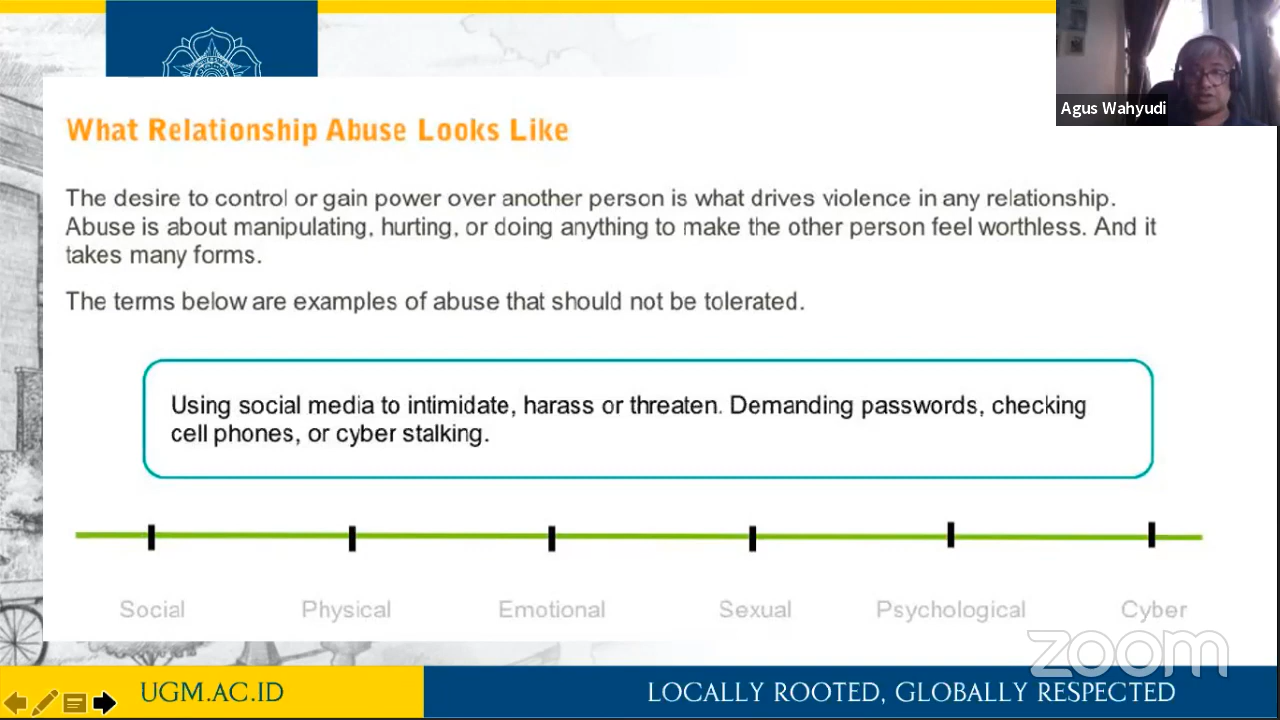 Agus Wahyudi
What Relationship Abuse Looks Like
The desire to control or gain power over another person is what drives violence in any relationship.
Abuse is about manipulating, hurting, or doing anything to make the other person feel worthless. And it
takes many forms.
The terms below are examples of abuse that should not be tolerated.
Using social media to intimidate, harass or threaten. Demanding passwords, checking
cell phones, or cyber stalking.
Social Physical Emotional Sexual Psychological Cyber
zoom
UGM.AC.ID LOCALLY ROOTED, GLOBALLY RESPECTED